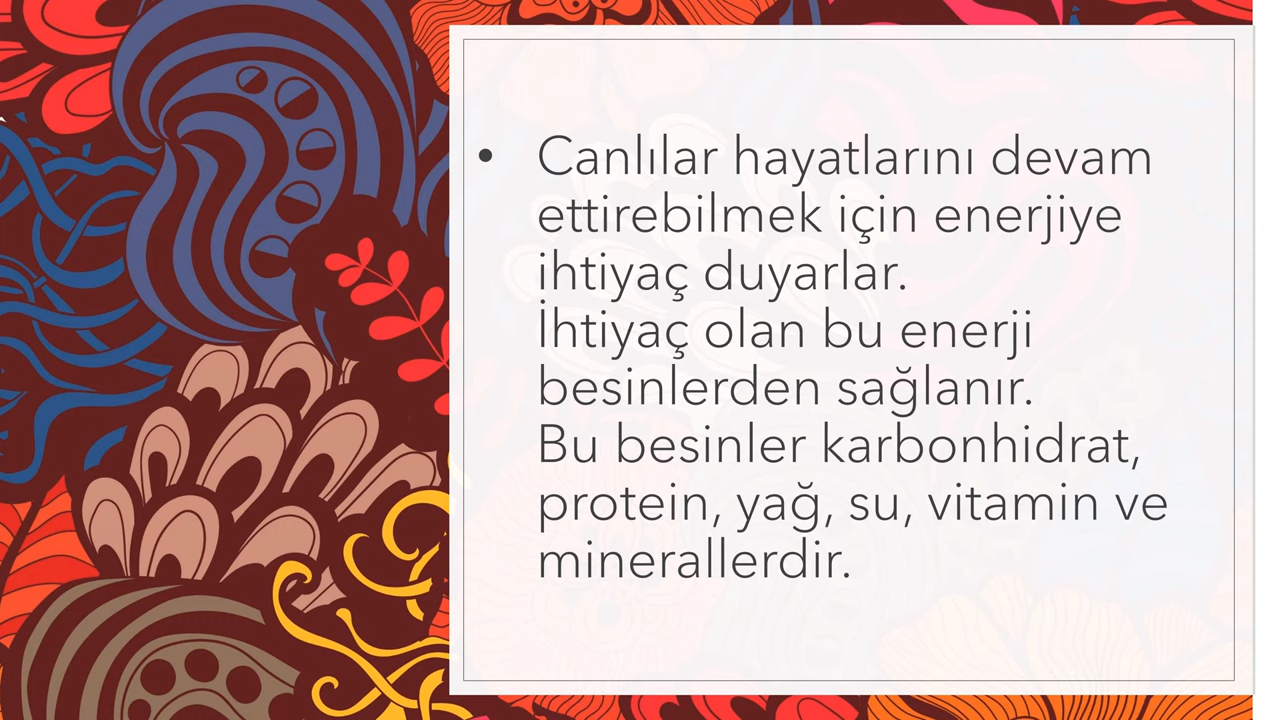 • Canlılar hayatlarını devam
ettirebilmek için enerjiye
ihtiyaç duyarlar.
İhtiyaç olan bu enerji
besinlerden sağlanır.
Bu besinler karbonhidrat,
protein, yağ, su, vitamin ve
minerallerdir.